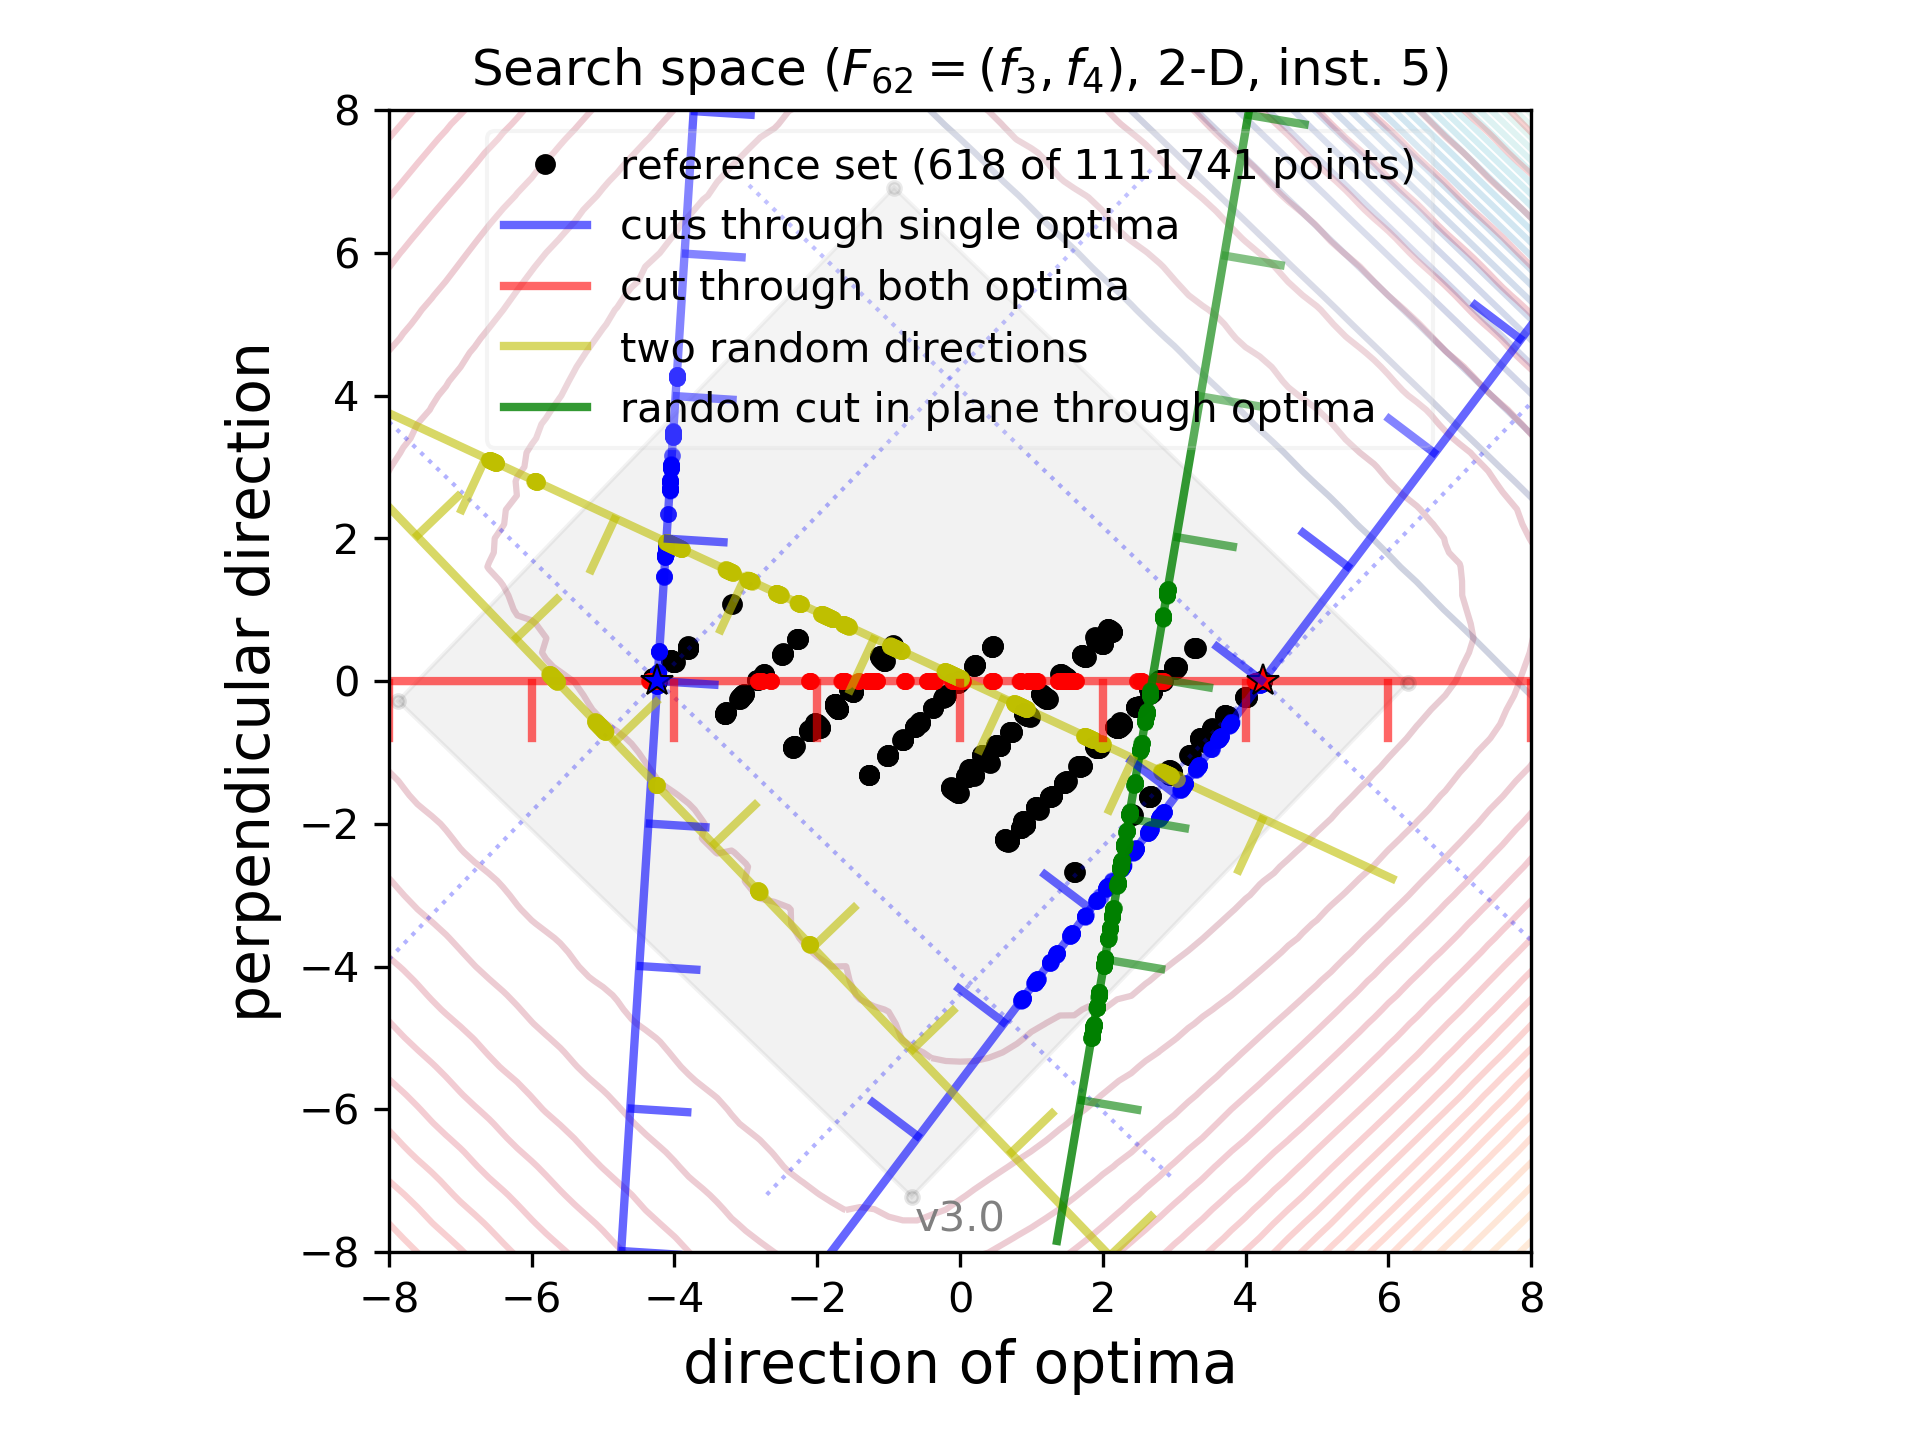 Search space (F₆₂ = (f₃, f₄), 2-D, inst. 5)
8
6
4
2
0
−2
−4
−6
−8
perpendicular direction
reference set (618 of 1111741 points)
cuts through single optima
cut through both optima
two random directions
random cut in plane through optima
v3.0
−8 −6 −4 −2 0 2 4 6 8
direction of optima